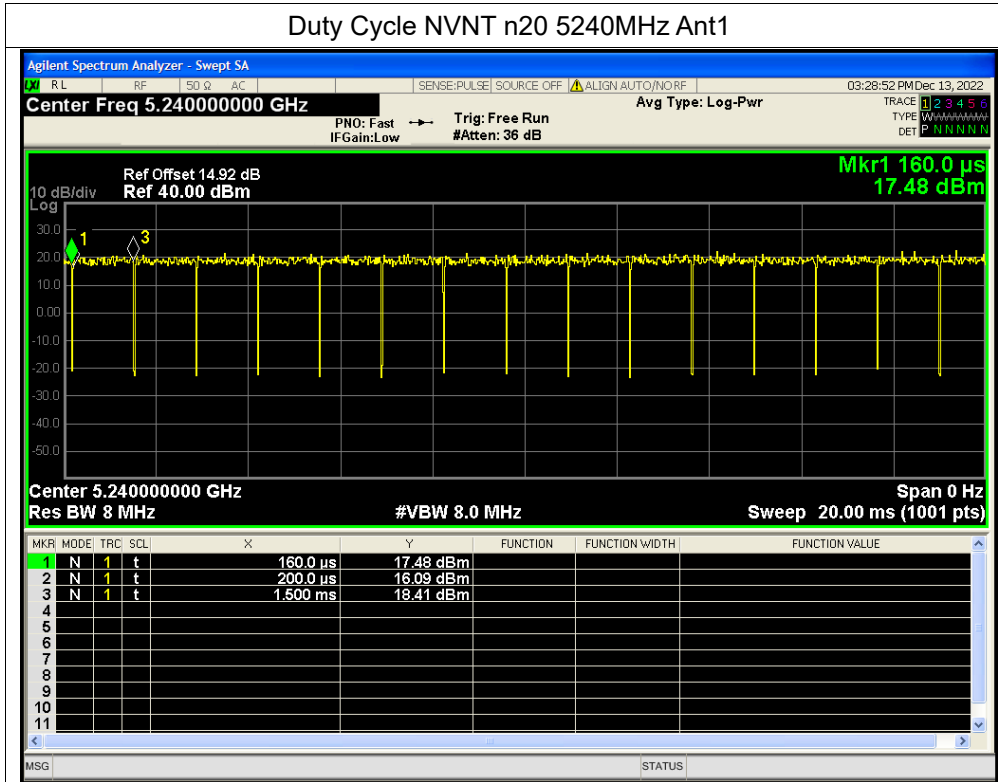 Duty Cycle NVNT n20 5240MHz Ant1
Agilent Spectrum Analyzer - Swept SA
LXI RL RF 50 Ω AC SENSE:PULSE SOURCE OFF ALIGN AUTO/NO RF 03:28:52 PM Dec 13, 2022
Center Freq 5.240000000 GHz Avg Type: Log-Pwr TRACE 1 2 3 4 5 6
PNO: Fast Trig: Free Run TYPE W
IFGain:Low #Atten: 36 dB DET P N N N N N
Mkr1 160.0 µs
17.48 dBm
Ref Offset 14.92 dB
10 dB/div Ref 40.00 dBm
Log
30.0
1
3
20.0
10.0
0.00
-10.0
-20.0
-30.0
-40.0
-50.0
Center 5.240000000 GHz Span 0 Hz
Res BW 8 MHz #VBW 8.0 MHz Sweep 20.00 ms (1001 pts)
MKR MODE TRC SCL X Y FUNCTION FUNCTION WIDTH FUNCTION VALUE
1 N 1 t 160.0 µs 17.48 dBm
2 N 1 t 200.0 µs 16.09 dBm
3 N 1 t 1.500 ms 18.41 dBm
4
5
6
7
8
9
10
11
MSG STATUS